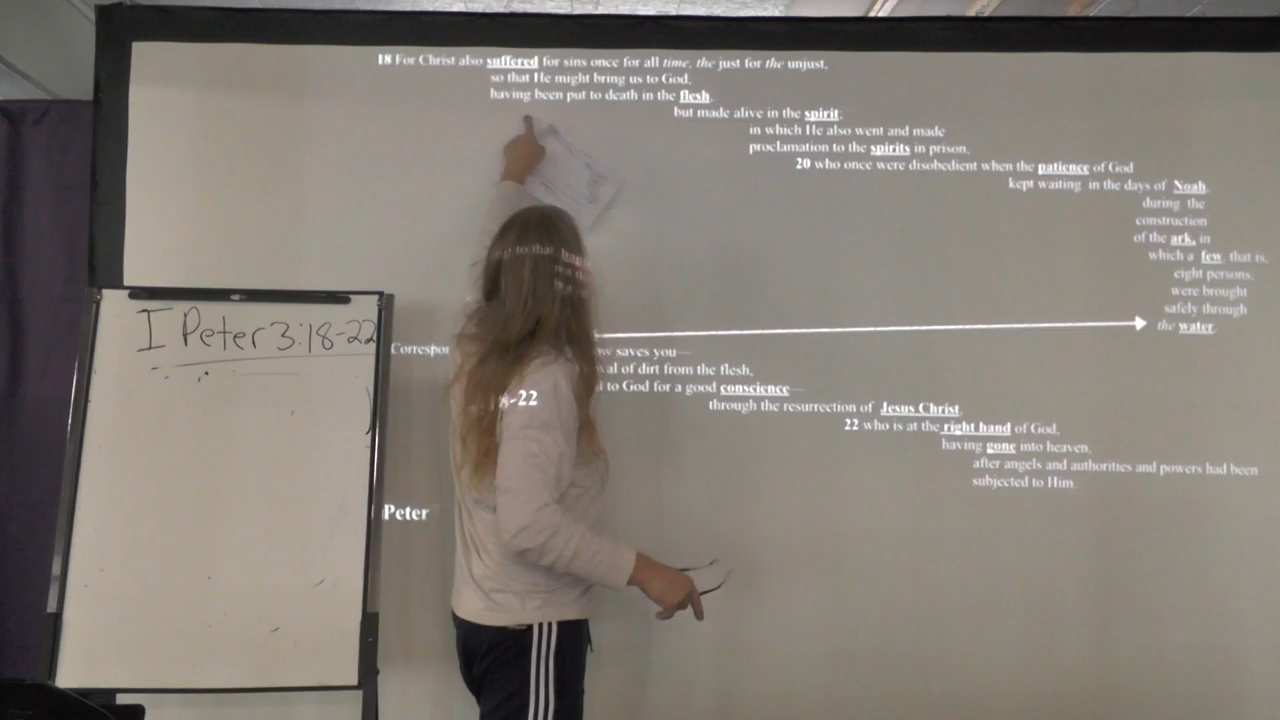 18 For Christ also suffered for sins once for all time, the just for the unjust,
so that He might bring us to God,
having been put to death in the flesh,
but made alive in the spirit;
in which He also went and made
proclamation to the spirits in prison,
20 who once were disobedient when the patience of God
kept waiting in the days of Noah,
during the
construction
of the ark, in
which a few, that is,
eight persons,
were brought
safely through
the water.
to that
I Peter 3:18-22
Correspon
saves you—
al of dirt from the flesh,
to God for a good conscience—
-22
through the resurrection of Jesus Christ,
22 who is at the right hand of God,
having gone into heaven,
after angels and authorities and powers had been
subjected to Him.
Peter